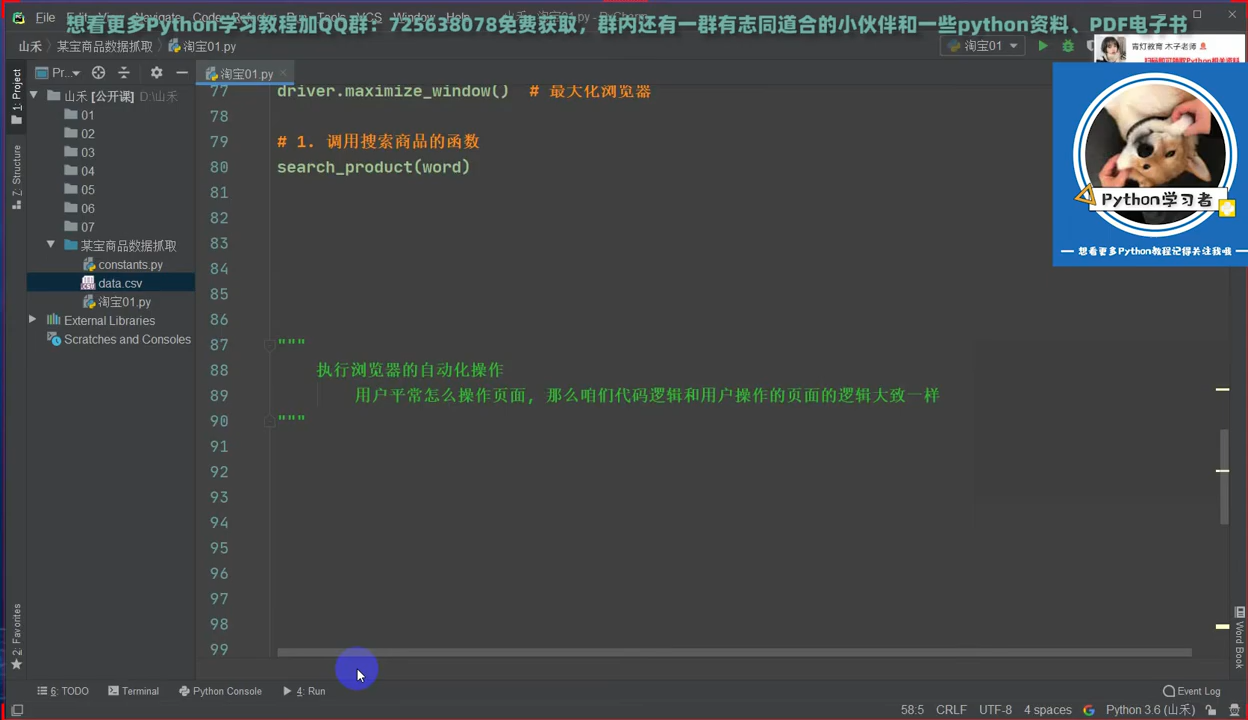 File
Window
Help
想看更多Python学习教程加QQ群：725638078免费获取，群内还有一群有志同道合的小伙伴和一些python资料、PDF电子书
山禾
某宝商品数据抓取
淘宝01.py
淘宝01
青灯教育 木子老师
Pr...
淘宝01.py
1: Project
山禾 [公开课] D:\山禾
01
02
03
04
05
06
07
某宝商品数据抓取
constants.py
data.csv
淘宝01.py
External Libraries
Scratches and Consoles
7: Structure
2: Favorites
77 driver.maximize_window()  # 最大化浏览器
78
79 # 1. 调用搜索商品的函数
80 search_product(word)
81
82
83
84
85
86
87 """
88 执行浏览器的自动化操作
89 用户平常怎么操作页面, 那么咱们代码逻辑和用户操作的页面的逻辑大致一样
90 """
91
92
93
94
95
96
97
98
99
Python学习者
想看更多Python教程记得关注我哦
Word Book
6: TODO
Terminal
Python Console
4: Run
Event Log
58:5
CRLF
UTF-8
4 spaces
Python 3.6 (山禾)